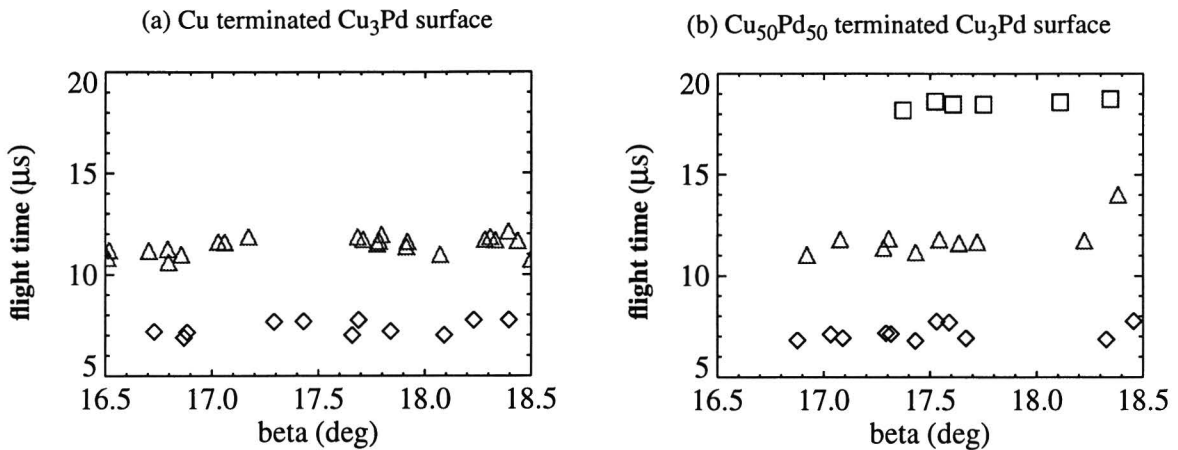 (a) Cu terminated Cu₃Pd surface
20
15
10
5
flight time (μs)
16.5 17.0 17.5 18.0 18.5
beta (deg)
(b) Cu₅₀Pd₅₀ terminated Cu₃Pd surface
20
15
10
5
flight time (μs)
16.5 17.0 17.5 18.0 18.5
beta (deg)